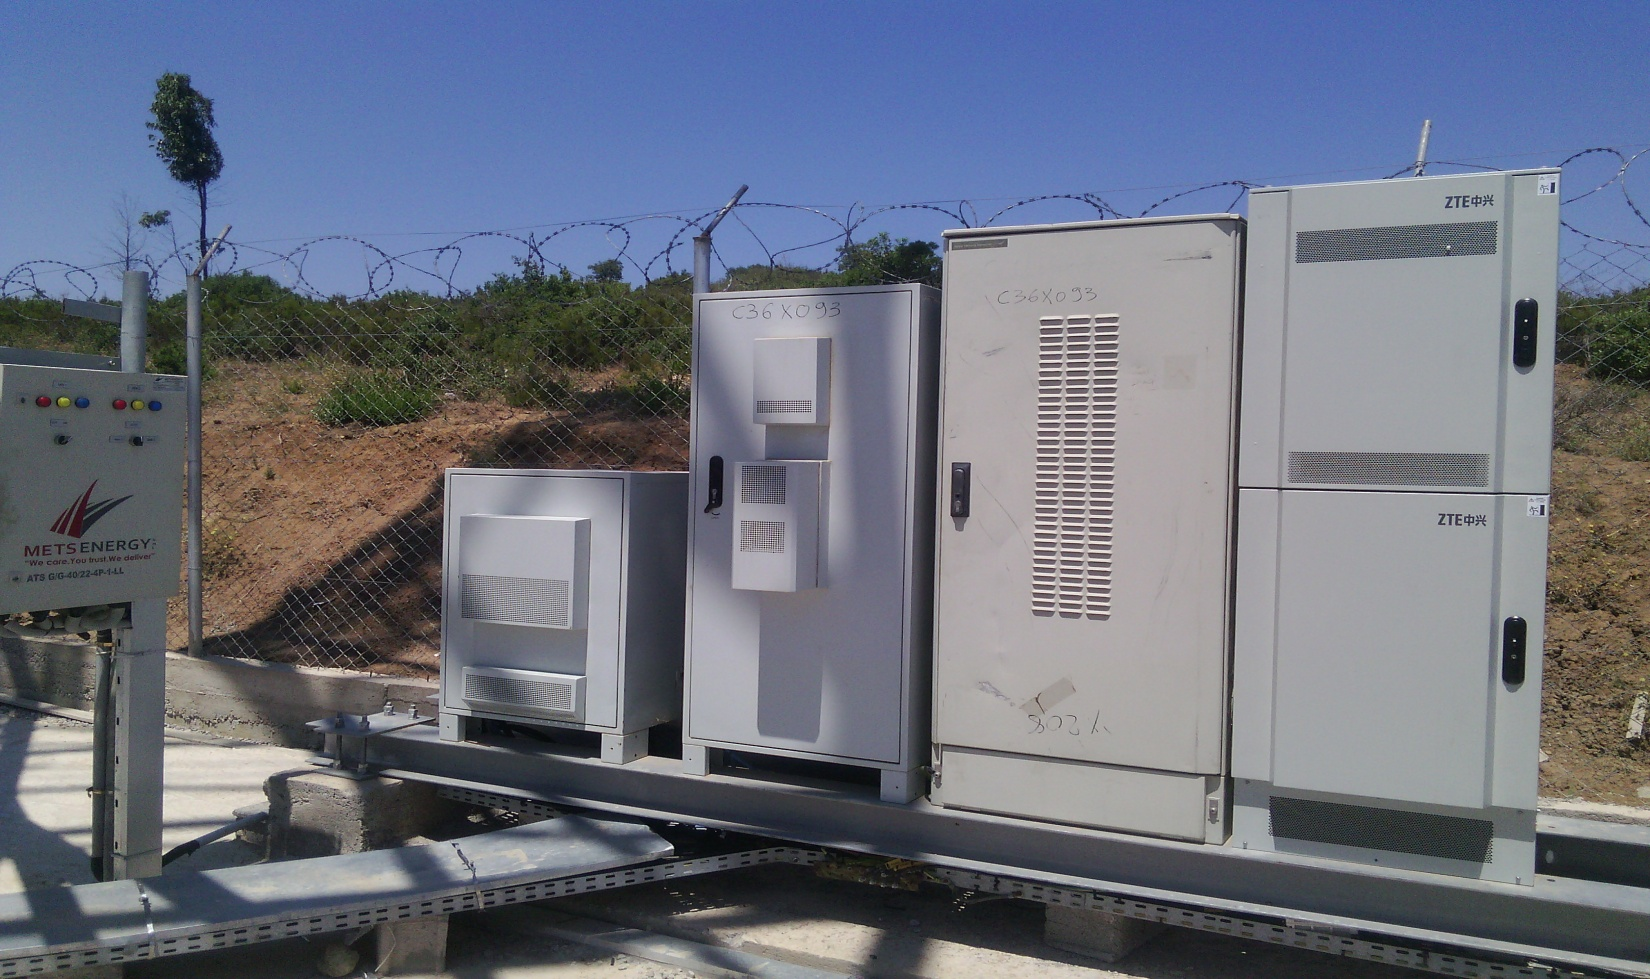 METSENERGY
"We care.You trust.We deliver"
ATS G/G-40/22-4P-1-LL
C36X093
C36X093
ZTE中兴
ZTE中兴